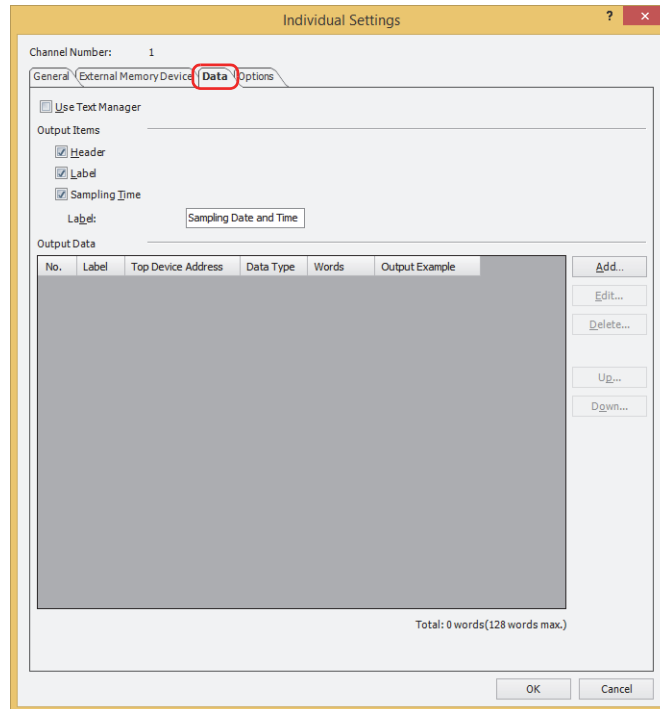 Individual Settings
?
×
Channel Number: 1
General External Memory Device Data Options
Use Text Manager
Output Items
Header
Label
Sampling Time
Label: Sampling Date and Time
Output Data
No. Label Top Device Address Data Type Words Output Example
Add...
Edit...
Delete...
Up...
Down...
Total: 0 words(128 words max.)
OK Cancel